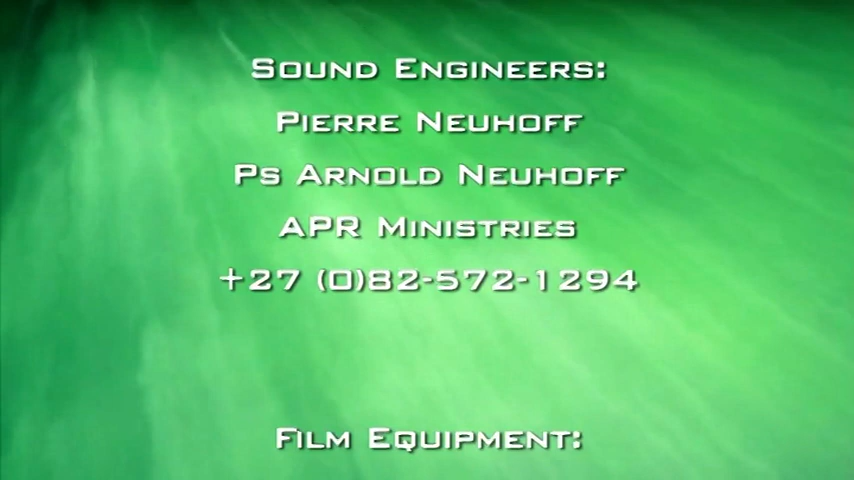 Sound Engineers:
Pierre Neuhoff
Ps Arnold Neuhoff
APR Ministries
+27 (0)82-572-1294
Film Equipment: